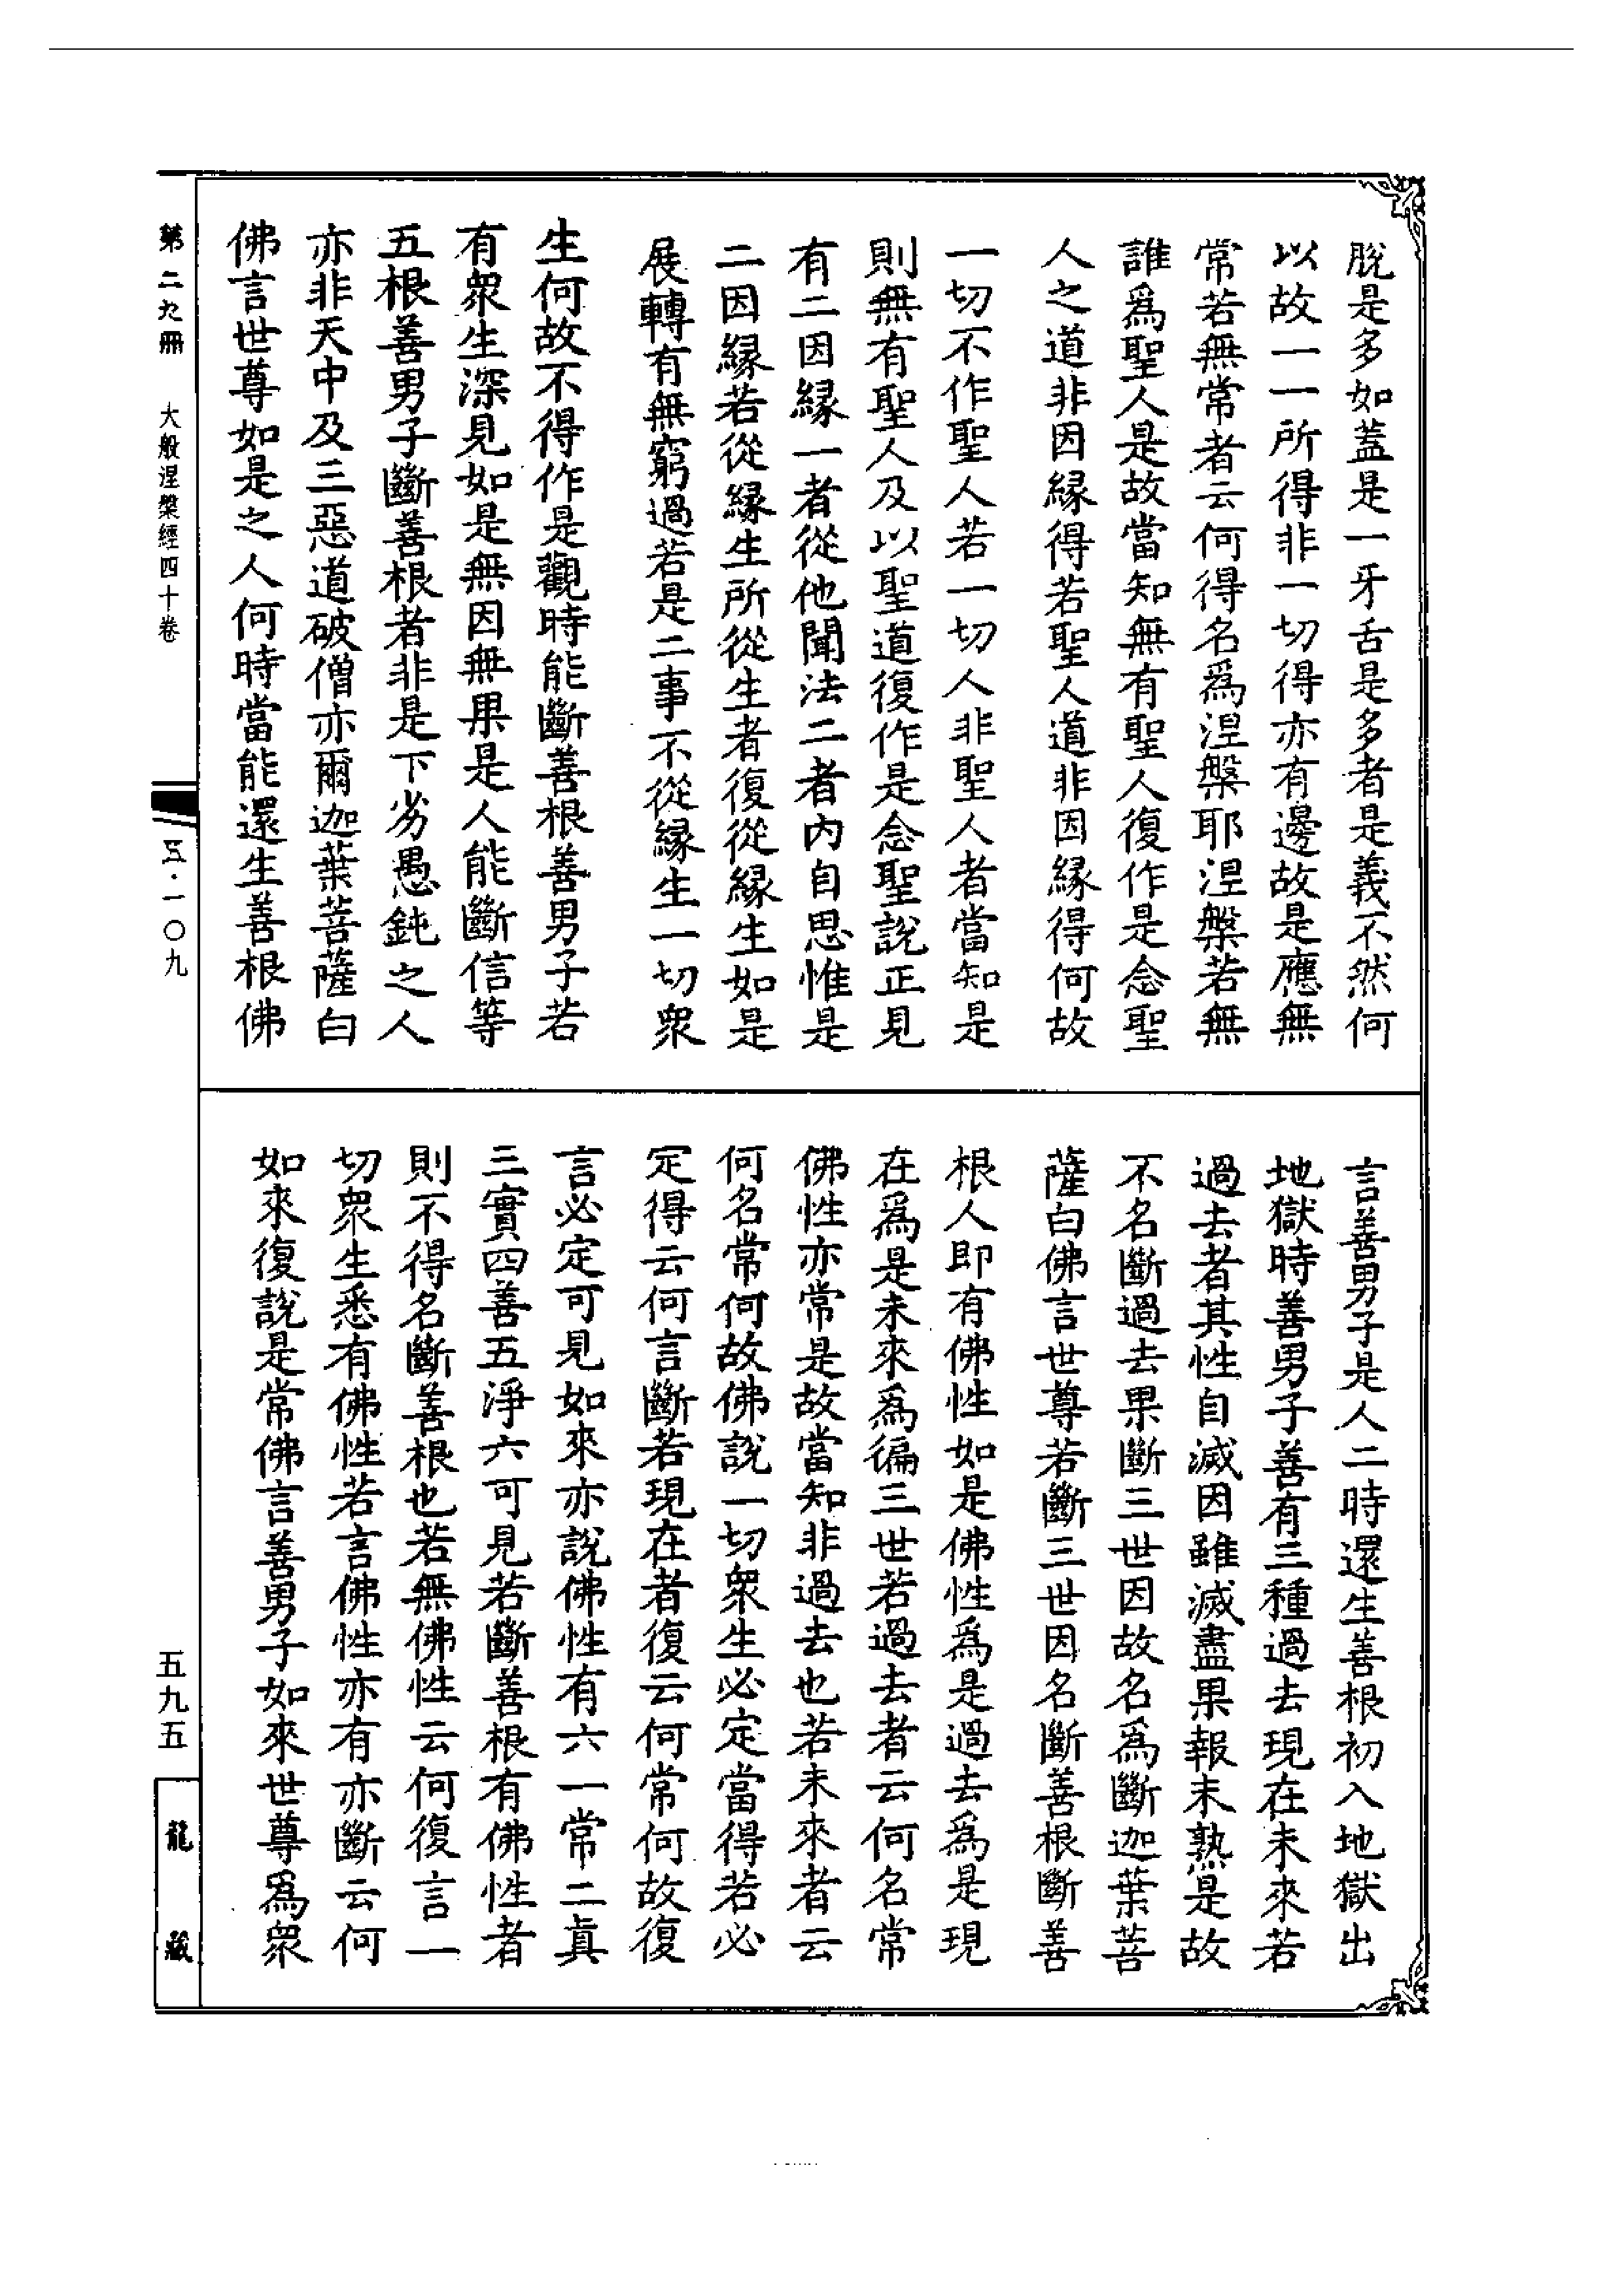 脫是多如蓋是一牙舌是多者是義不然何
以故一一所得非一切得亦有邊故是應無
常若無常者云何得名爲涅槃耶涅槃若無
誰爲聖人是故當知無有聖人復作是念聖
人之道非因緣得若聖人道非因緣得何故
一切不作聖人若一切人非聖人者當知是
則無有聖人及以聖道復作是念聖說正見
有二因緣一者從他聞法二者內自思惟是
二因緣若從緣生所從生者復從緣生如是
展轉有無窮過若是二事不從緣生一切衆
生何故不得作是觀時能斷善根善男子若
有衆生深見如是無因無果是人能斷信等
五根善男子斷善根者非是下劣愚鈍之人
亦非天中及三惡道破僧亦爾迦葉菩薩白
佛言世尊如是之人何時當能還生善根佛
言善男子是人二時還生善根初入地獄出
地獄時善男子善有三種過去現在未來若
過去者其性自滅因雖滅盡果報未熟是故
不名斷過去果斷三世因故名爲斷迦葉菩
薩白佛言世尊若斷三世因名斷善根斷善
根人即有佛性如是佛性爲是過去爲是現
在爲是未來爲徧三世若過去者云何名常
佛性亦常是故當知非過去也若未來者云
何名常何故佛說一切衆生必定當得若必
定得云何言斷若現在者復云何常何故復
言必定可見如來亦說佛性有六一常二真
三實四善五淨六可見若斷善根有佛性者
則不得名斷善根也若無佛性云何復言一
切衆生悉有佛性若言佛性亦有亦斷云何
如來復說是常佛言善男子如來世尊爲衆
第二九冊 大般涅槃經四十卷
五·一〇九
五九五
龍藏